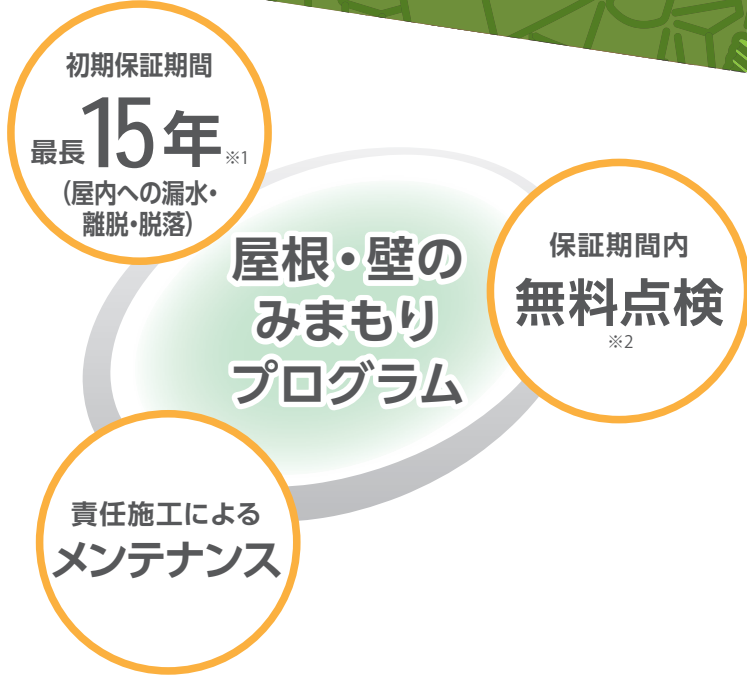 初期保証期間
最長15年※1
(屋内への漏水・
離脱・脱落)
屋根・壁の
みまもり
プログラム
保証期間内
無料点検
※2
責任施工による
メンテナンス